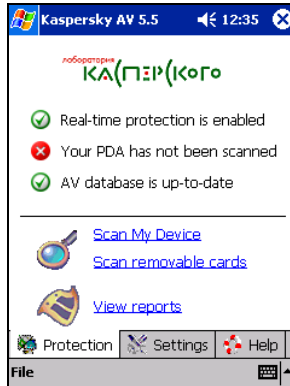 Kaspersky AV 5.5 12:35
лаборатория
КАСПЕРСКОГО
Real-time protection is enabled
Your PDA has not been scanned
AV database is up-to-date
Scan My Device
Scan removable cards
View reports
Protection Settings Help
File